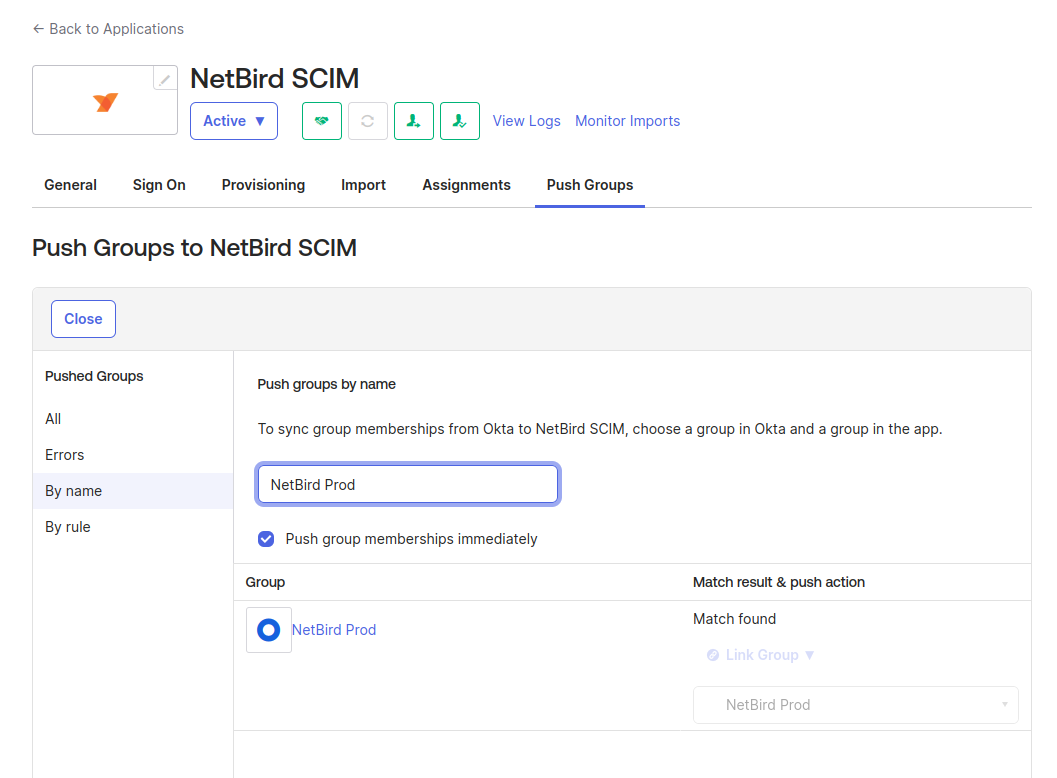 ← Back to Applications
NetBird SCIM
Active ▼
View Logs
Monitor Imports
General
Sign On
Provisioning
Import
Assignments
Push Groups
Push Groups to NetBird SCIM
Close
Pushed Groups
All
Errors
By name
By rule
Push groups by name
To sync group memberships from Okta to NetBird SCIM, choose a group in Okta and a group in the app.
NetBird Prod
Push group memberships immediately
Group
Match result & push action
NetBird Prod
Match found
Link Group ▼
NetBird Prod